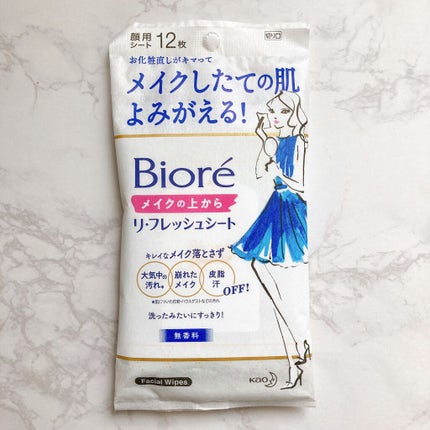 顔用
シート 12枚
切り口
お化粧直しがキマって
メイクしたての肌
よみがえる!
Bioré
メイクの上から
リ・フレッシュシート
キレイなメイク落とさず
大気中の
汚れ※
崩れた
メイク
皮脂
汗
OFF!
洗ったみたいにすっきり!
無香料
Facial Wipes
Kao